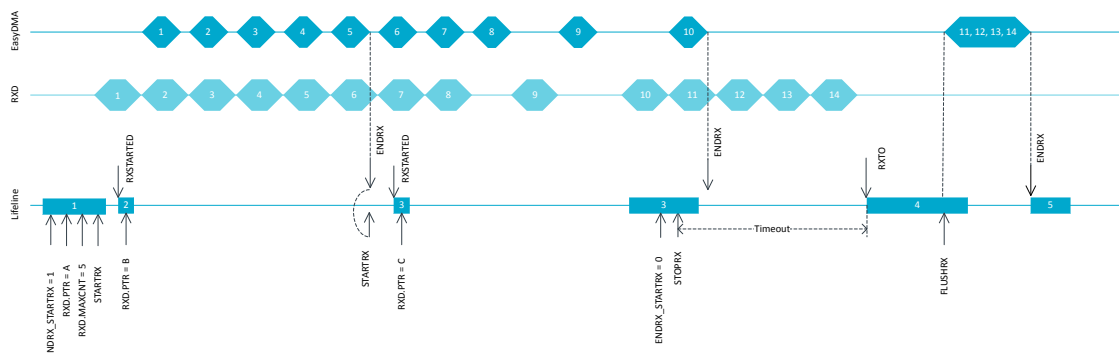 EasyDMA
1
2
3
4
5
6
7
8
9
10
11, 12, 13, 14
RXD
1
2
3
4
5
6
7
8
9
10
11
12
13
14
RXSTARTED
ENDRX
RXSTARTED
ENDRX
RXTO
ENDRX
Lifeline
1
2
3
3
4
5
Timeout
NDRX_STARTRX = 1
RXD.PTR = A
RXD.MAXCNT = 5
STARTRX
RXD.PTR = B
STARTRX
RXD.PTR = C
ENDRX_STARTRX = 0
STOPRX
FLUSHRX